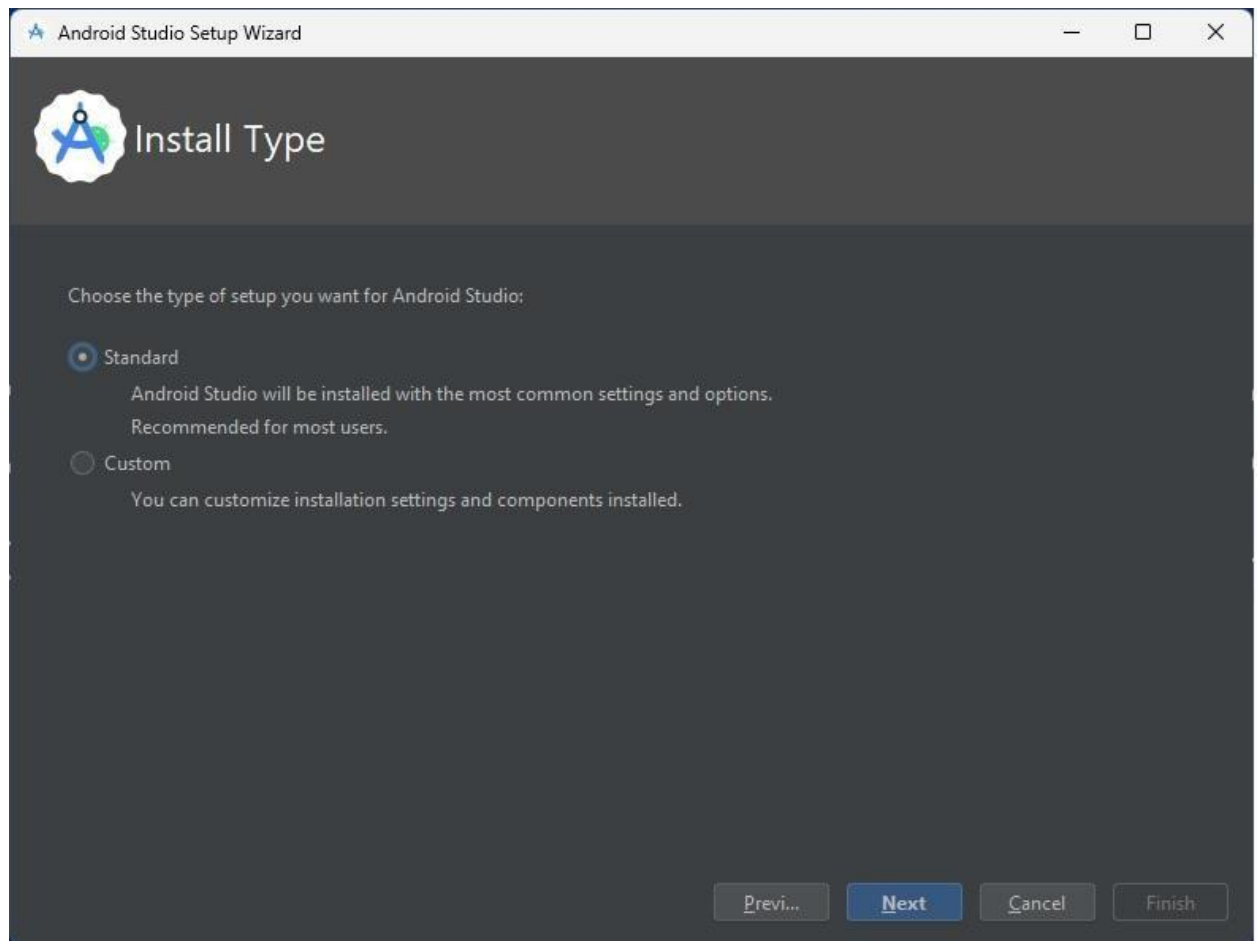 Android Studio Setup Wizard
Install Type
Choose the type of setup you want for Android Studio:
Standard
Android Studio will be installed with the most common settings and options.
Recommended for most users.
Custom
You can customize installation settings and components installed.
Previ... Next Cancel Finish